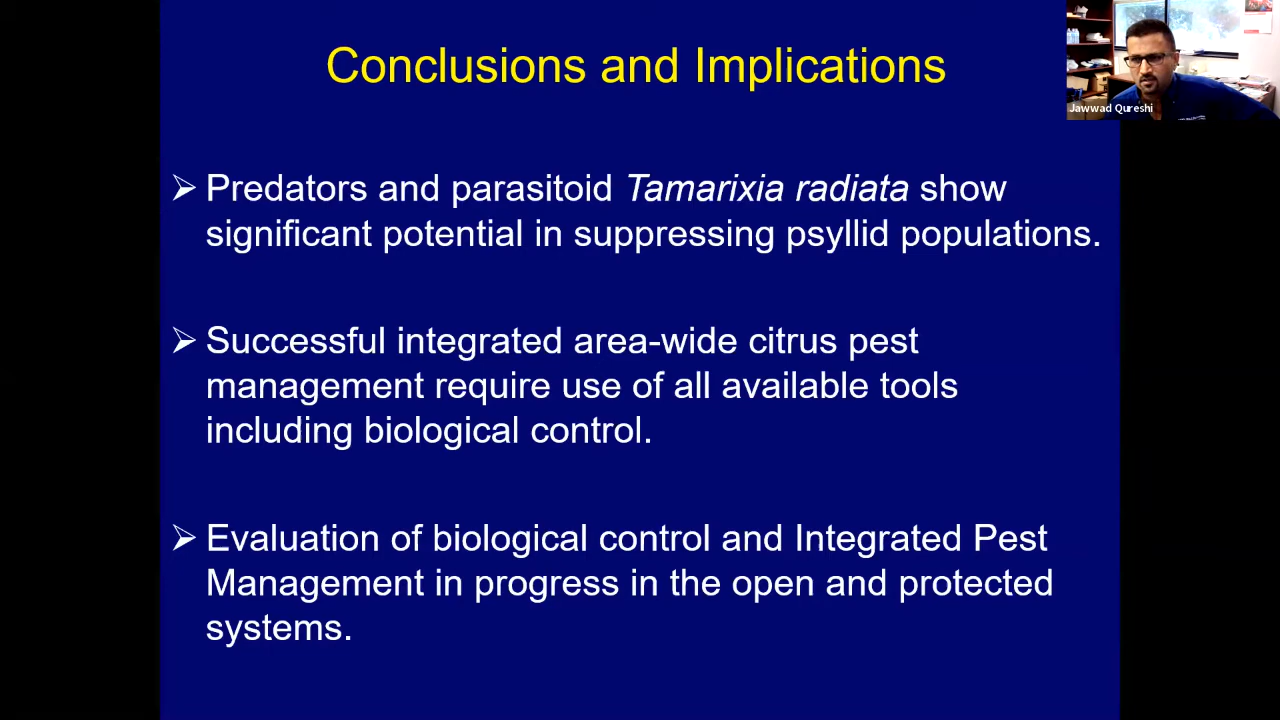 Conclusions and Implications
Jawwad Qureshi
➢ Predators and parasitoid Tamarixia radiata show
significant potential in suppressing psyllid populations.
➢ Successful integrated area-wide citrus pest
management require use of all available tools
including biological control.
➢ Evaluation of biological control and Integrated Pest
Management in progress in the open and protected
systems.